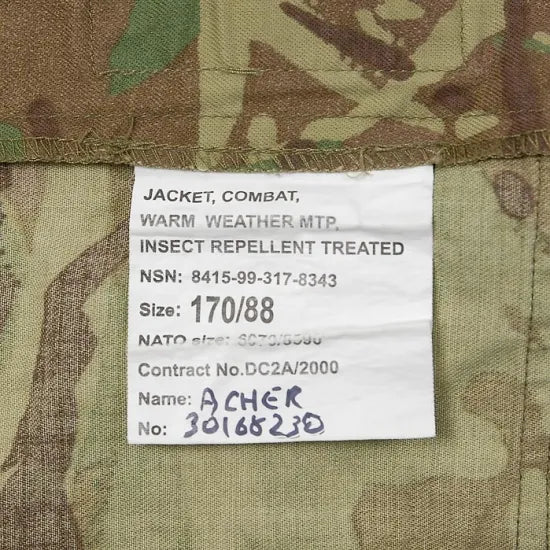 JACKET, COMBAT,
WARM WEATHER MTP,
INSECT REPELLENT TREATED
NSN: 8415-99-317-8343
Size: 170/88
NATO size:
Contract No.DC2A/2000
Name: ACHER
No: 30168230